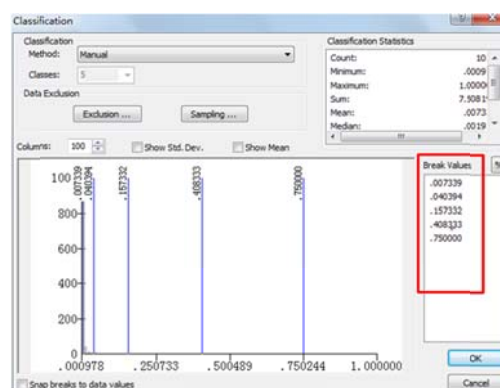 Classification
Classification
Method: Manual
Classes: 5
Data Exclusion
Exclusion ...
Sampling ...
Classification Statistics
Count: 10
Minimum: .0009
Maximum: 1.0000
Sum:
Mean: .0073
Median: .0019
Columns: 100
Show Std. Dev.
Show Mean
Break Values
%
.007339
.040394
.157332
.408333
.750000
.007339
.040394
.157332
.408333
.750000
100
800
600
400
200
0
.000978
.250733
.500489
.750244
1.000000
OK
Cancel
Snap breaks to data values